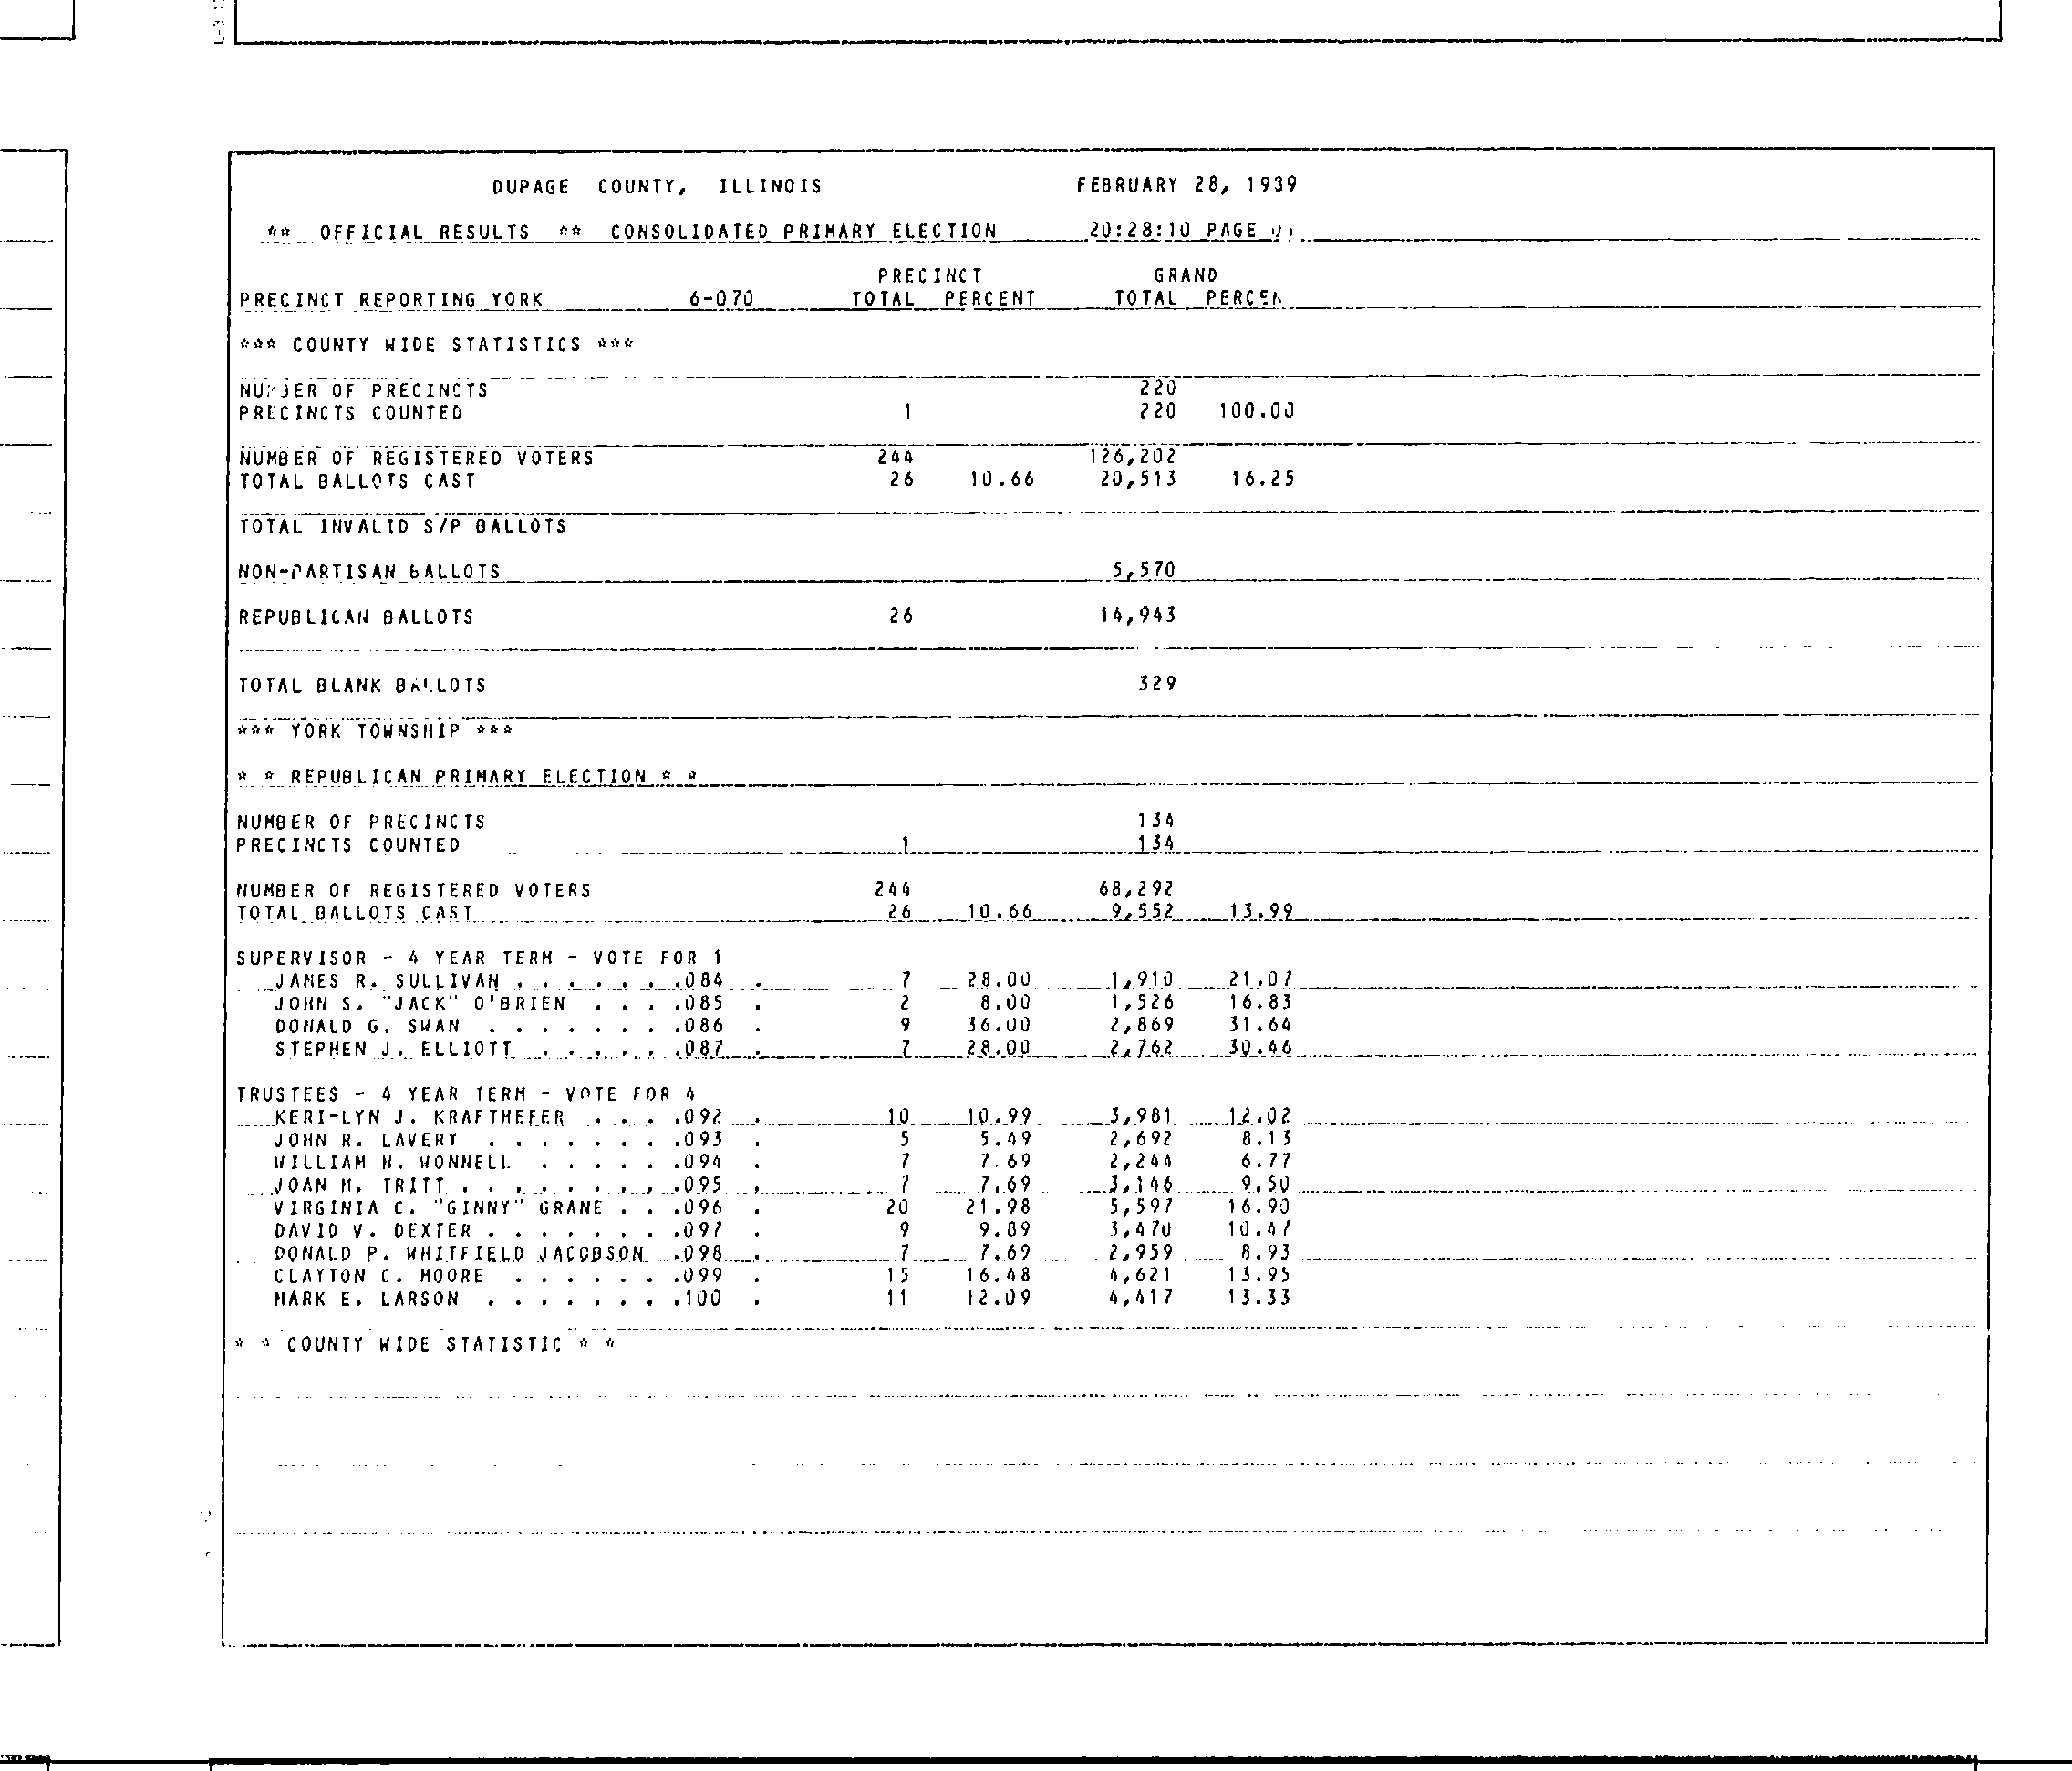 DUPAGE COUNTY, ILLINOIS FEBRUARY 28, 1939
** OFFICIAL RESULTS ** CONSOLIDATED PRIMARY ELECTION 20:28:10 PAGE
PRECINCT GRAND
PRECINCT REPORTING YORK 6-070 TOTAL PERCENT TOTAL
*** COUNTY WIDE STATISTICS ***
NUMBER OF PRECINCTS 220
PRECINCTS COUNTED 1 220 100.00
NUMBER OF REGISTERED VOTERS 244 126,202
TOTAL BALLOTS CAST 26 10.66 20,513 16.25
TOTAL INVALID S/P BALLOTS
NON-PARTISAN BALLOTS 5,570
REPUBLICAN BALLOTS 26 14,943
TOTAL BLANK BALLOTS 329
*** YORK TOWNSHIP ***
* * REPUBLICAN PRIMARY ELECTION * *
NUMBER OF PRECINCTS 134
PRECINCTS COUNTED 1 134
NUMBER OF REGISTERED VOTERS 244 68,292
TOTAL BALLOTS CAST 26 10.66 9,552 13.99
SUPERVISOR - 4 YEAR TERM - VOTE FOR 1
JAMES R. SULLIVAN . . . . . . .084 . 7 28.00 1,910 21.07
JOHN S. "JACK" O'BRIEN . . . .085 . 2 8.00 1,526 16.83
DONALD G. SWAN . . . . . . . .086 . 9 36.00 2,869 31.64
STEPHEN J. ELLIOTT . . . . . .087 . 7 28.00 2,762 30.46
TRUSTEES - 4 YEAR TERM - VOTE FOR 4
KERI-LYN J. KRAFTHEFER . . . .092 . 10 10.99 3,981 12.02
JOHN R. LAVERY . . . . . . . .093 . 5 5.49 2,692 8.13
WILLIAM H. WONNELL . . . . . .094 . 7 7.69 2,244 6.77
JOAN M. TRITT . . . . . . . . .095 . 7 7.69 3,146 9.50
VIRGINIA C. "GINNY" GRANE . . .096 . 20 21.98 5,597 16.90
DAVID V. DEXTER . . . . . . . .097 . 9 9.89 3,470 10.47
DONALD P. WHITFIELD JACOBSON .098 . 7 7.69 2,959 8.93
CLAYTON C. MOORE . . . . . . .099 . 15 16.48 4,621 13.95
MARK E. LARSON . . . . . . . .100 . 11 12.09 4,417 13.33
* * COUNTY WIDE STATISTIC * *